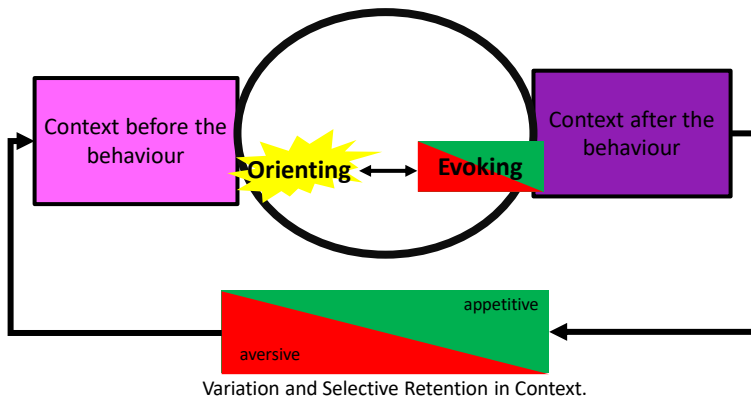 Context before the
behaviour
Orienting
Evoking
Context after the
behaviour
appetitive
aversive
Variation and Selective Retention in Context.